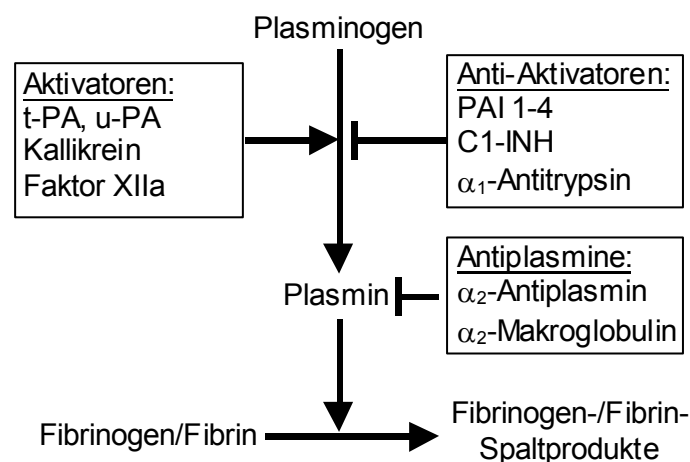 Plasminogen
Aktivatoren:
t-PA, u-PA
Kallikrein
Faktor XIIa
Anti-Aktivatoren:
PAI 1-4
C1-INH
α₁-Antitrypsin
Plasmin
Antiplasmine:
α₂-Antiplasmin
α₂-Makroglobulin
Fibrinogen/Fibrin
Fibrinogen-/Fibrin-
Spaltprodukte